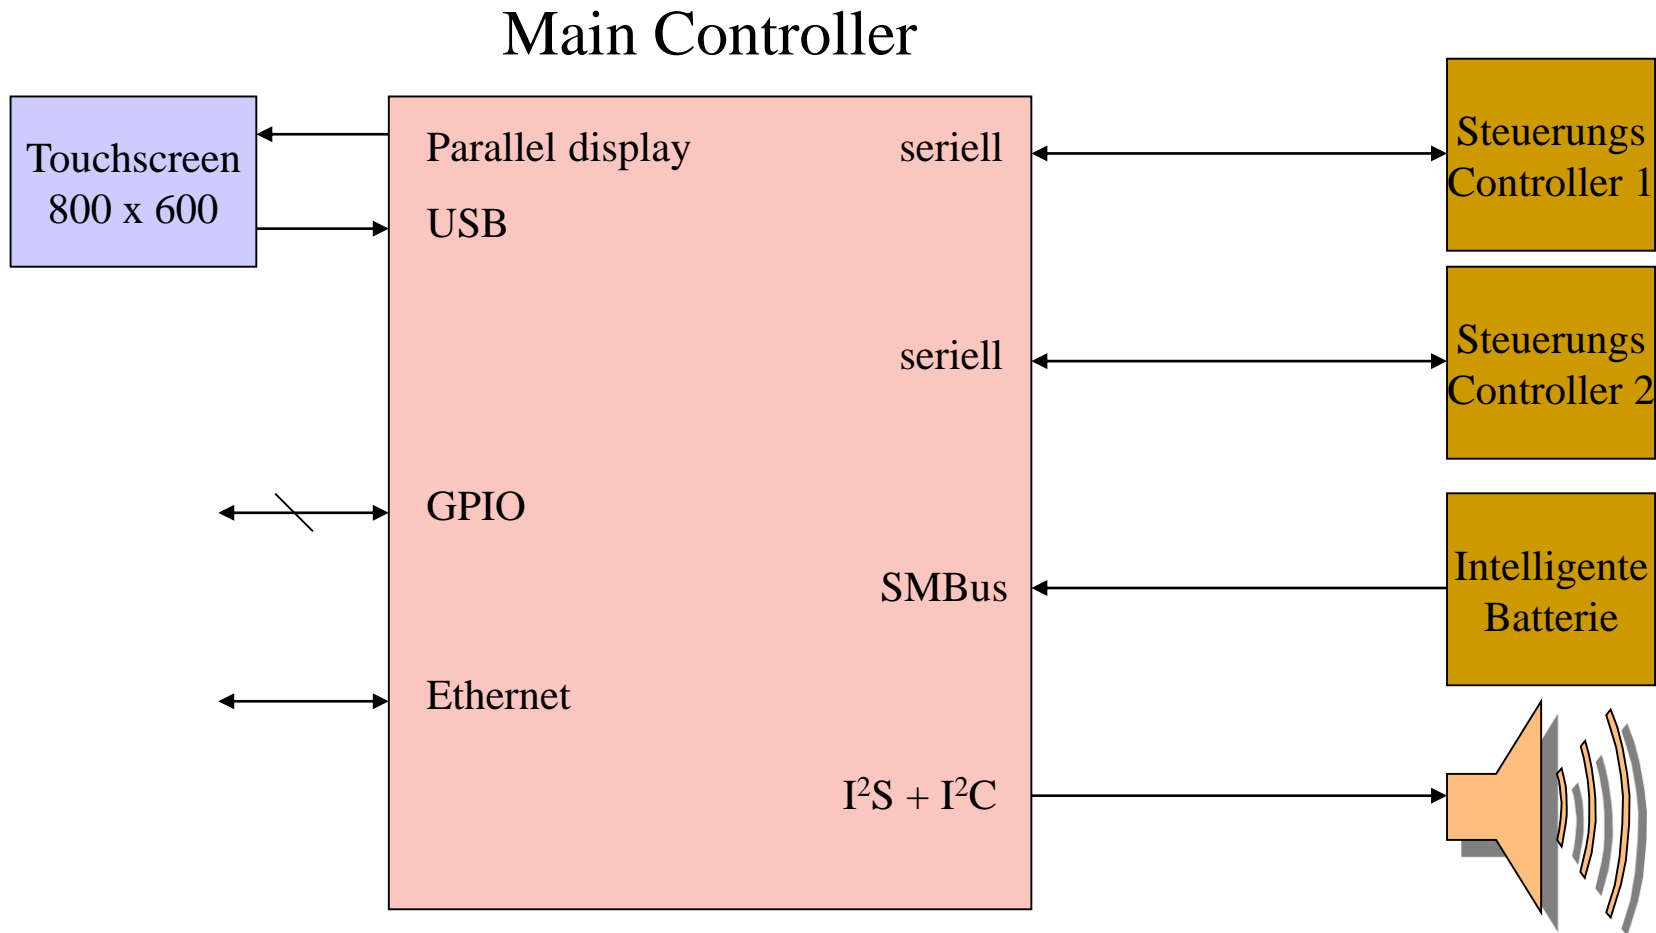 Main Controller
Touchscreen
800 x 600
Parallel display
USB
GPIO
Ethernet
seriell
seriell
SMBus
I²S + I²C
Steuerungs
Controller 1
Steuerungs
Controller 2
Intelligente
Batterie